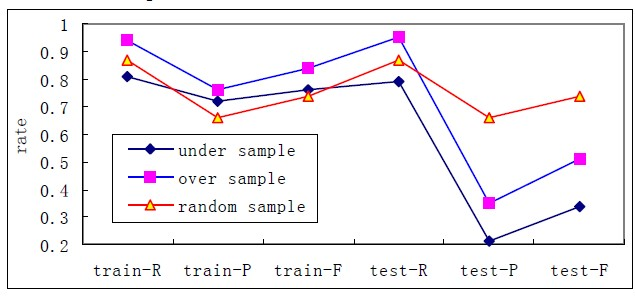 1
0.9
0.8
0.7
0.6
0.5
0.4
0.3
0.2
rate
under sample
over sample
random sample
train-R train-P train-F test-R test-P test-F